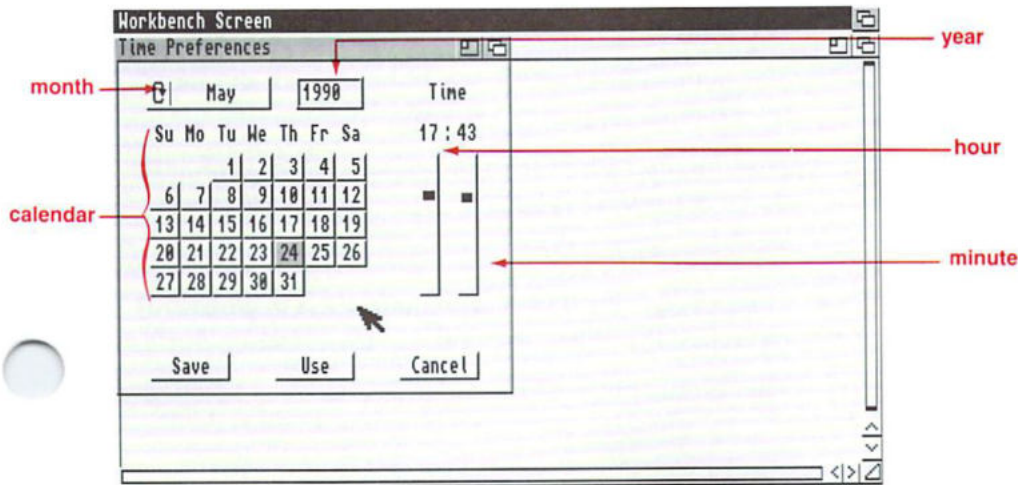 Workbench Screen
Time Preferences
year
month
May
1990
Time
Su Mo Tu We Th Fr Sa
17:43
hour
1 2 3 4 5
6 7 8 9 10 11 12
calendar
13 14 15 16 17 18 19
20 21 22 23 24 25 26
minute
27 28 29 30 31
Save
Use
Cancel